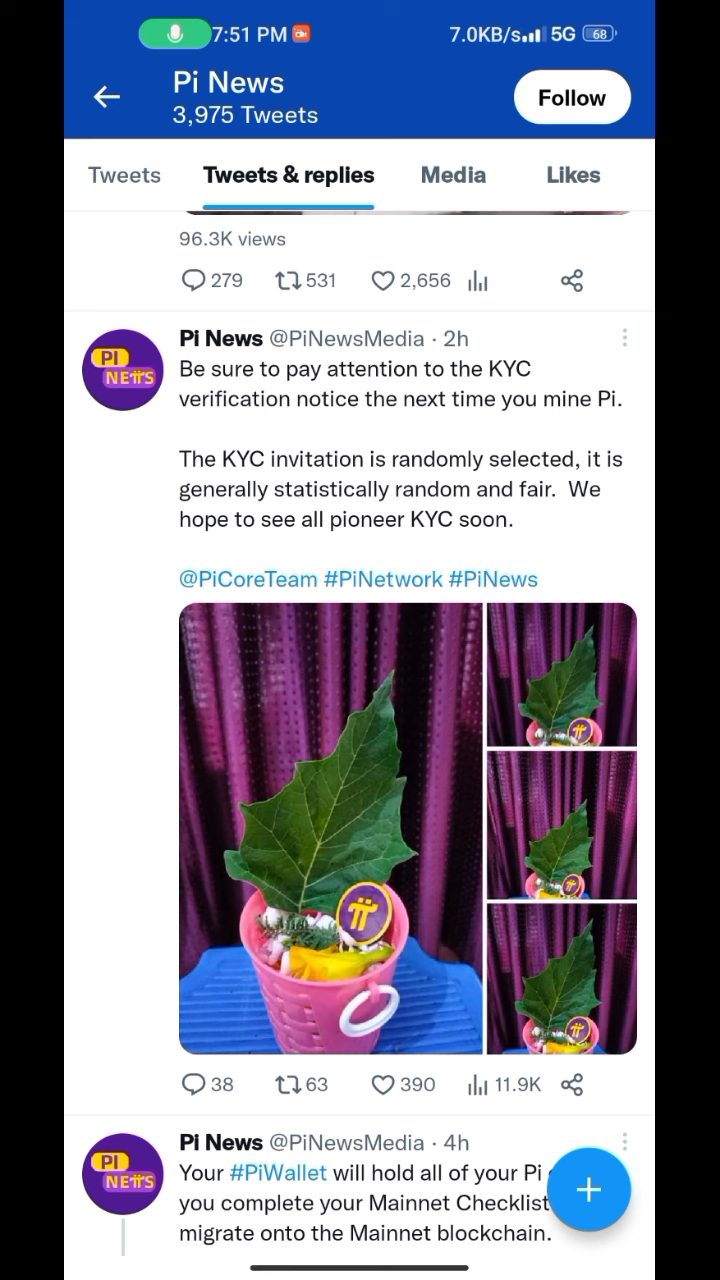 7:51 PM
7.0KB/s
5G
68
Pi News
3,975 Tweets
Follow
Tweets
Tweets & replies
Media
Likes
96.3K views
279
531
2,656
Pi News @PiNewsMedia · 2h
PI
NEWS
Be sure to pay attention to the KYC
verification notice the next time you mine Pi.
The KYC invitation is randomly selected, it is
generally statistically random and fair. We
hope to see all pioneer KYC soon.
@PiCoreTeam #PiNetwork #PiNews
38
63
390
11.9K
Pi News @PiNewsMedia · 4h
PI
NEWS
Your #PiWallet will hold all of your Pi
you complete your Mainnet Checklist
migrate onto the Mainnet blockchain.